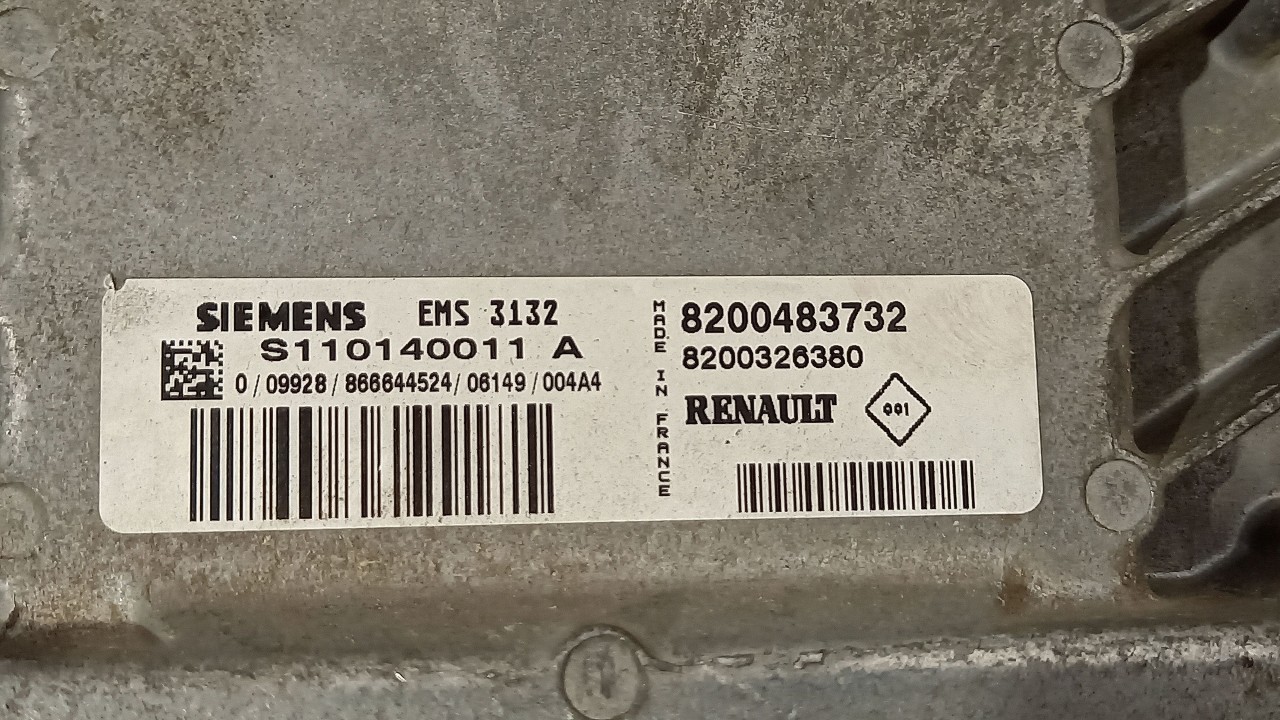 SIEMENS EMS 3132
S110140011 A
0 / 09928 / 866644524 / 06149 / 004A4
MADE IN FRANCE
8200483732
8200326380
RENAULT 001